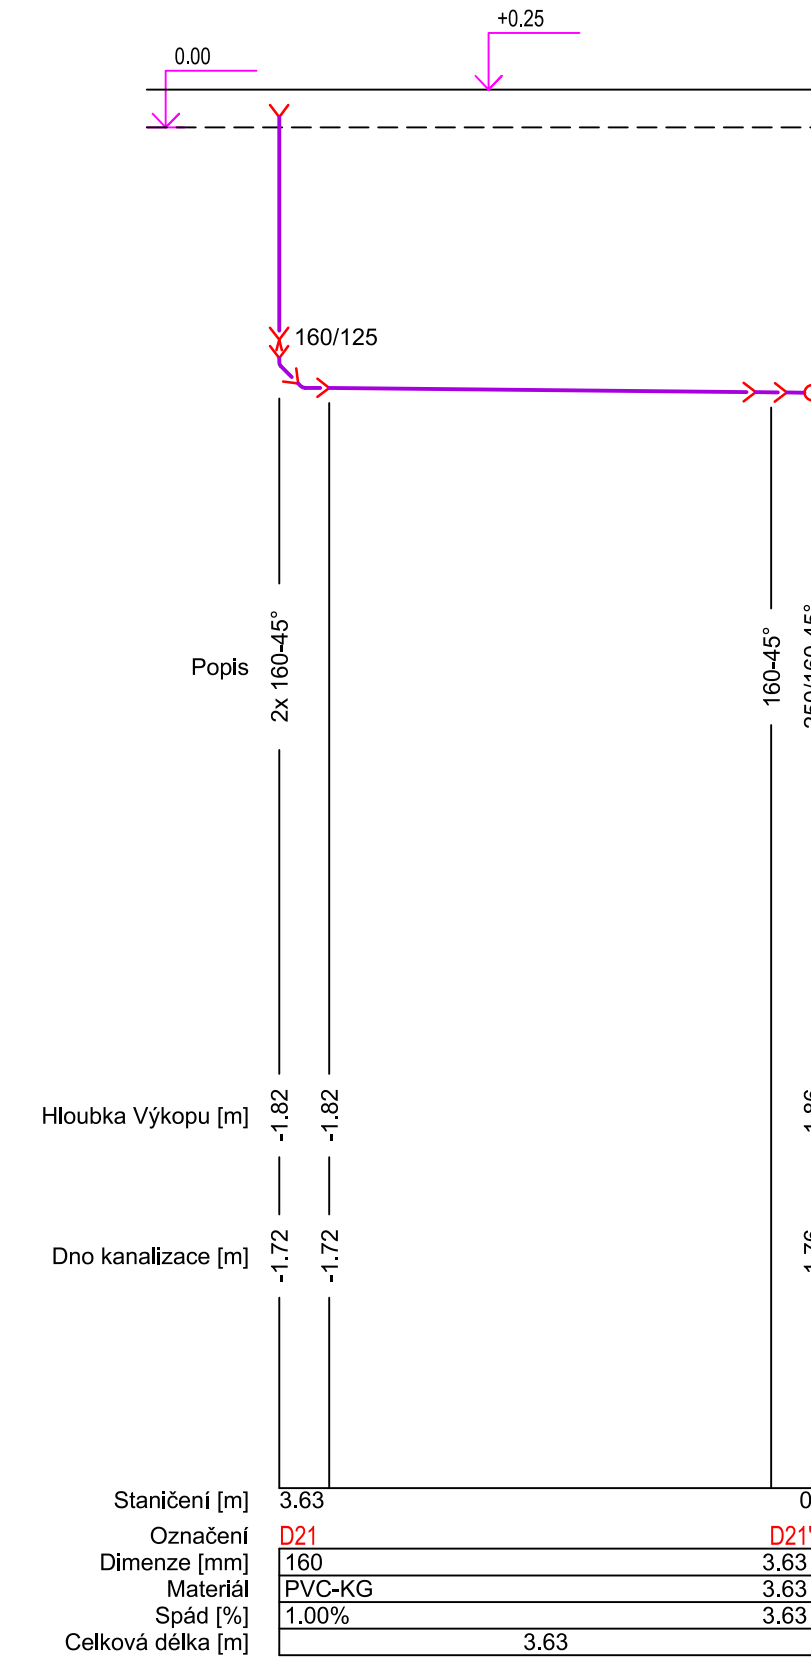 +0.25
0.00
160/125
Popis
2x 160-45°
160-45°
Hloubka Výkopu [m]
-1.82
-1.82
Dno kanalizace [m]
-1.72
-1.72
Staničení [m] 3.63 0
Označení D21 D21'
Dimenze [mm] 160 3.63
Materiál PVC-KG 3.63
Spád [%] 1.00% 3.63
Celková délka [m] 3.63